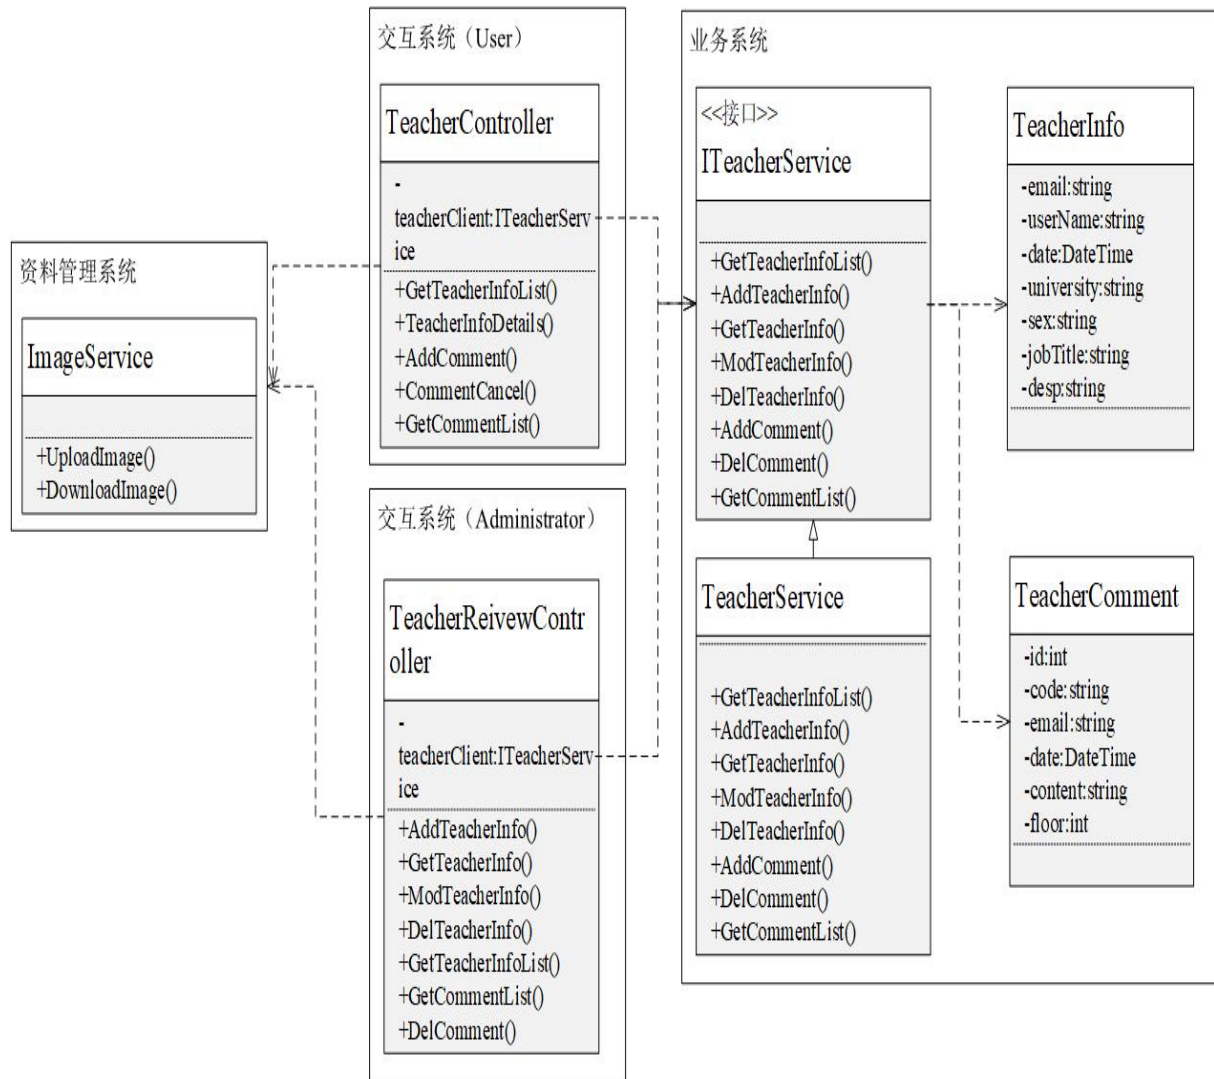 资料管理系统
ImageService
+UploadImage()
+DownloadImage()
交互系统（User）
TeacherController
-
teacherClient:ITeacherServ
ice
+GetTeacherInfoList()
+TeacherInfoDetails()
+AddComment()
+CommentCancel()
+GetCommentList()
交互系统（Administrator）
TeacherReivewContr
oller
-
teacherClient:ITeacherServ
ice
+AddTeacherInfo()
+GetTeacherInfo()
+ModTeacherInfo()
+DelTeacherInfo()
+GetTeacherInfoList()
+GetCommentList()
+DelComment()
业务系统
<<接口>>
ITeacherService
+GetTeacherInfoList()
+AddTeacherInfo()
+GetTeacherInfo()
+ModTeacherInfo()
+DelTeacherInfo()
+AddComment()
+DelComment()
+GetCommentList()
TeacherService
+GetTeacherInfoList()
+AddTeacherInfo()
+GetTeacherInfo()
+ModTeacherInfo()
+DelTeacherInfo()
+AddComment()
+DelComment()
+GetCommentList()
TeacherInfo
-email:string
-userName:string
-date:DateTime
-university:string
-sex:string
-jobTitle:string
-desp:string
TeacherComment
-id:int
-code:string
-email:string
-date:DateTime
-content:string
-floor:int